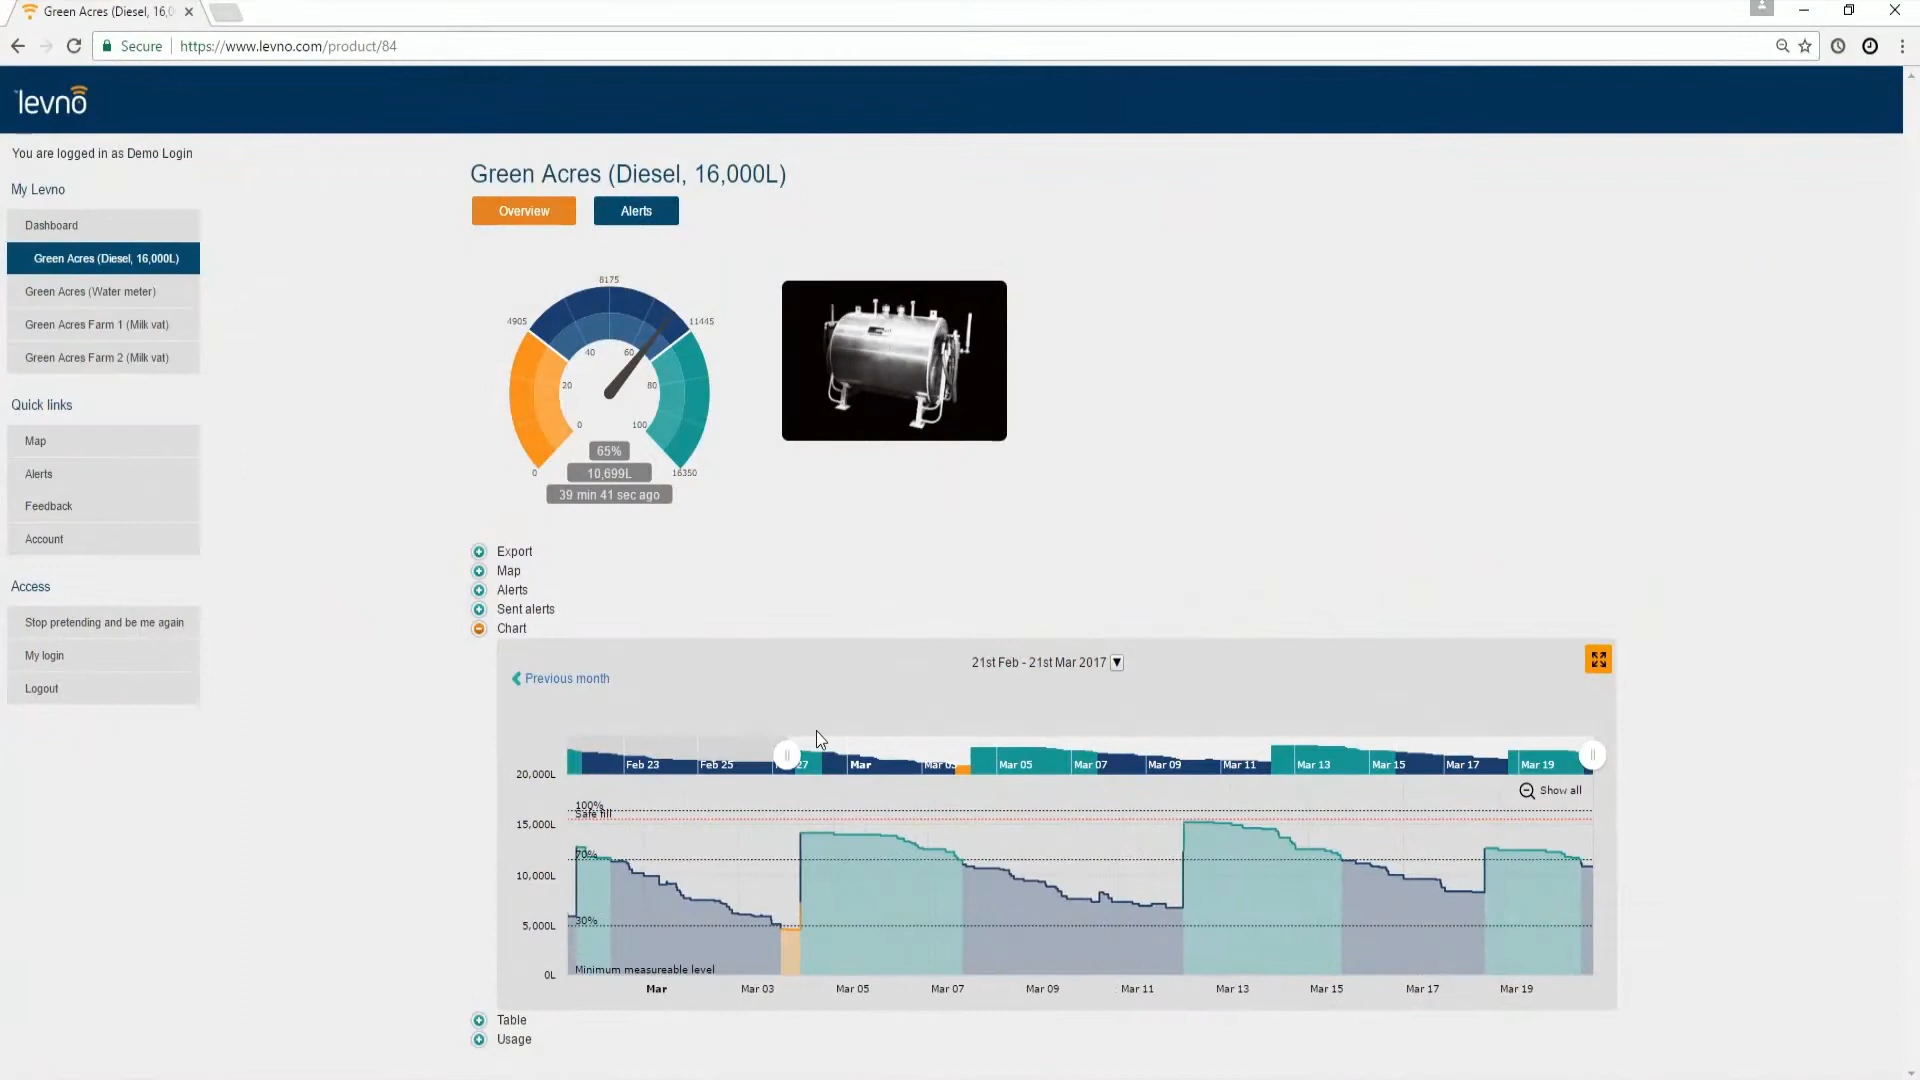 Green Acres (Diesel, 16,0
Secure
https://www.levno.com/product/84
levno
You are logged in as Demo Login
My Levno
Dashboard
Green Acres (Diesel, 16,000L)
Green Acres (Water meter)
Green Acres Farm 1 (Milk vat)
Green Acres Farm 2 (Milk vat)
Quick links
Map
Alerts
Feedback
Account
Access
Stop pretending and be me again
My login
Logout
Green Acres (Diesel, 16,000L)
Overview
Alerts
8175
4905
11445
40
60
20
80
0
100
0
16350
65%
10,699L
39 min 41 sec ago
Export
Map
Alerts
Sent alerts
Chart
21st Feb - 21st Mar 2017
Previous month
Feb 23
Feb 25
27
Mar
Mar 0
Mar 05
Mar 07
Mar 09
Mar 11
Mar 13
Mar 15
Mar 17
Mar 19
Show all
20,000L
100%
Safe fill
15,000L
70%
10,000L
30%
5,000L
Minimum measureable level
0L
Mar
Mar 03
Mar 05
Mar 07
Mar 09
Mar 11
Mar 13
Mar 15
Mar 17
Mar 19
Table
Usage